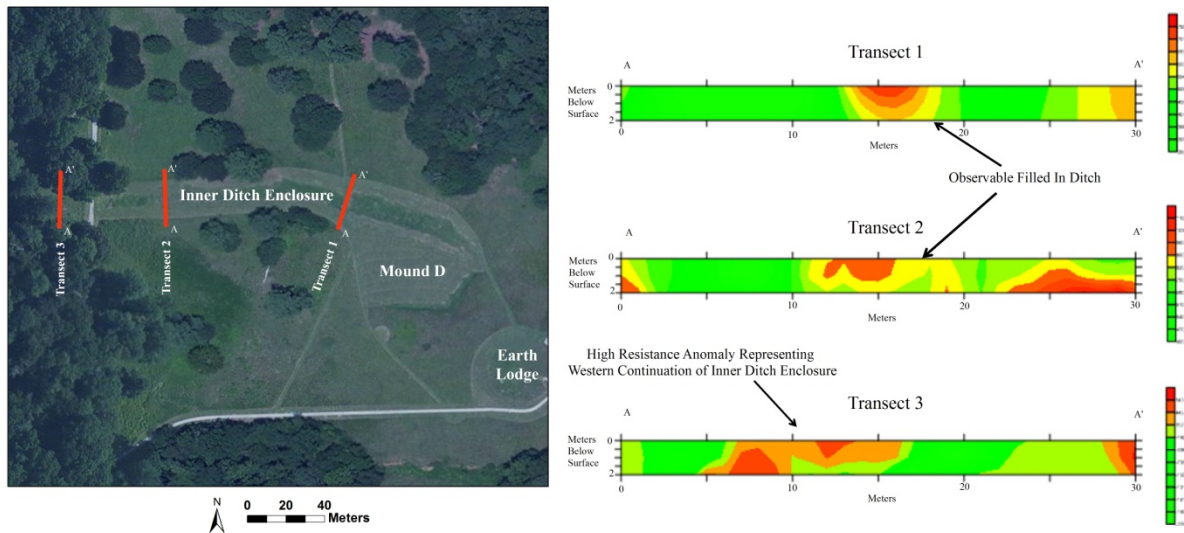 A'
A'
A'
Inner Ditch Enclosure
A
A
A
Transect 3
Transect 2
Transect 1
Mound D
Earth
Lodge
N
0 20 40
Meters
Transect 1
A A'
Meters
Below
Surface
0
2
0 10 20 30
Meters
Observable Filled In Ditch
Transect 2
A A'
Meters
Below
Surface
0
2
0 10 20 30
Meters
High Resistance Anomaly Representing
Western Continuation of Inner Ditch Enclosure
Transect 3
A A'
Meters
Below
Surface
0
2
0 10 20 30
Meters